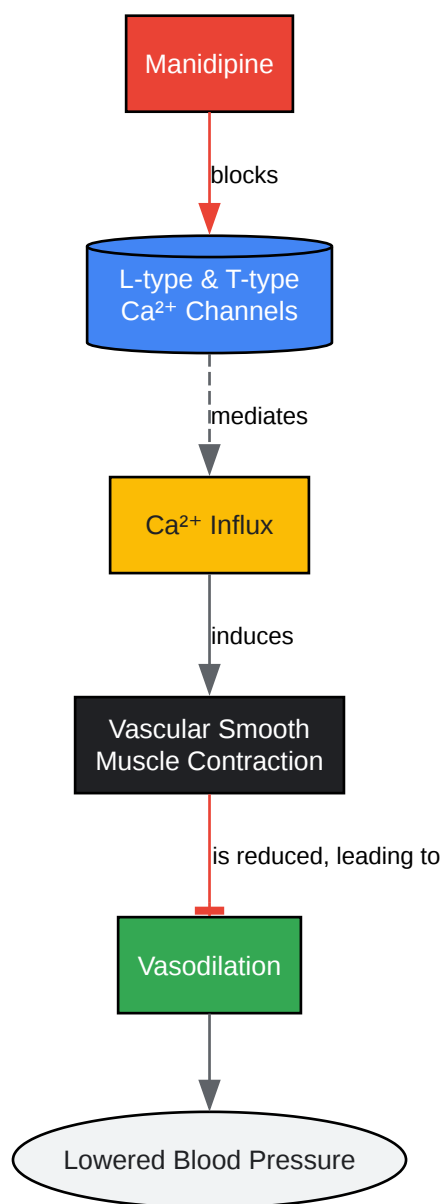 Manidipine
blocks
L-type & T-type
Ca²⁺ Channels
mediates
Ca²⁺ Influx
induces
Vascular Smooth
Muscle Contraction
is reduced, leading to
Vasodilation
Lowered Blood Pressure